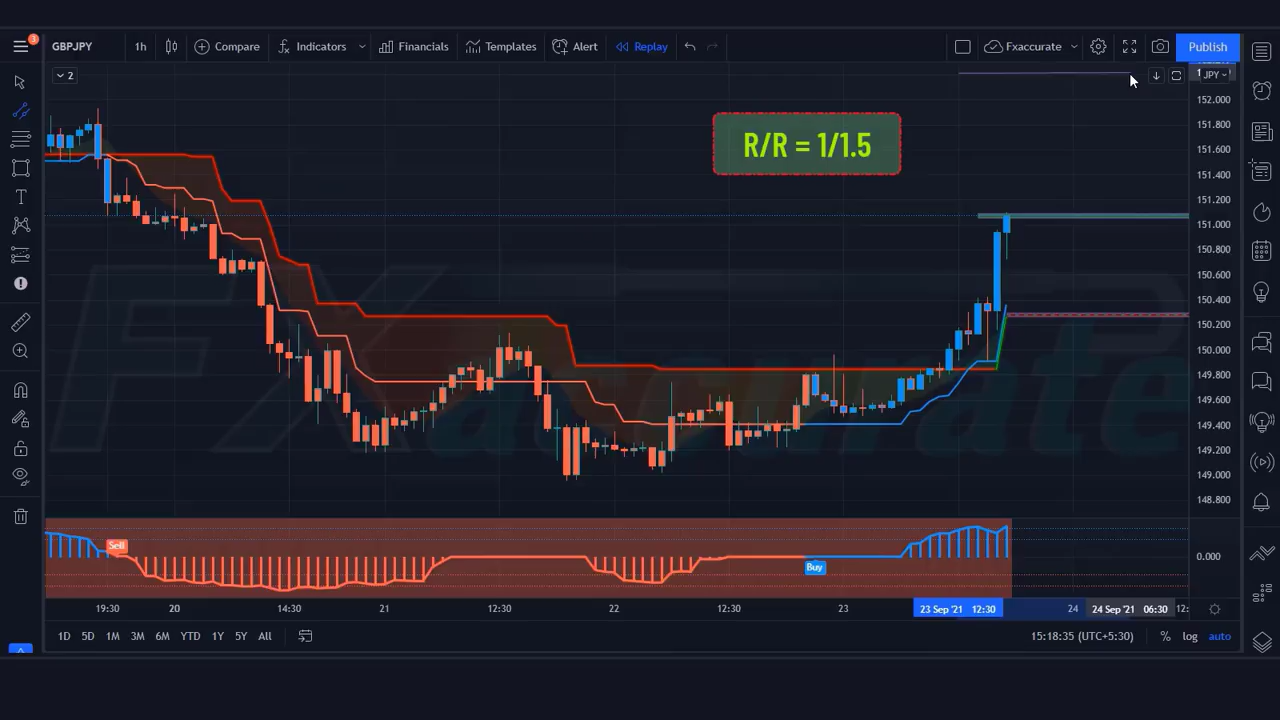 3
GBPJPY 1h Compare Indicators Financials Templates Alert Replay Fxaccurate Publish
2
JPY
R/R = 1/1.5
152.000
151.800
151.600
151.400
151.200
151.000
150.800
150.600
150.400
150.200
150.000
149.800
149.600
149.400
149.200
149.000
148.800
Sell
Buy
0.000
19:30 20 14:30 21 12:30 22 12:30 23 23 Sep '21 12:30 24 24 Sep '21 06:30 12:
1D 5D 1M 3M 6M YTD 1Y 5Y All 15:18:35 (UTC+5:30) % log auto